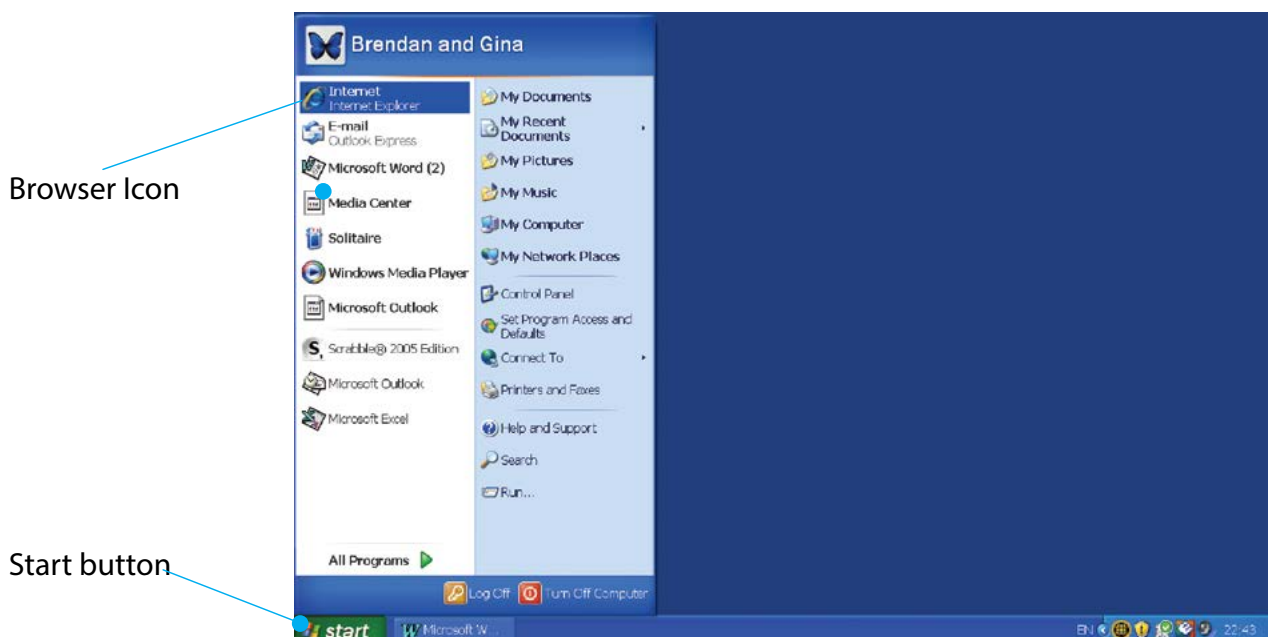 Brendan and Gina
Internet
Internet Explorer
E-mail
Outlook Express
Microsoft Word (2)
Media Center
Solitaire
Windows Media Player
Microsoft Outlook
Scrabble® 2005 Edition
Microsoft Outlook
Microsoft Excel
All Programs
My Documents
My Recent
Documents
My Pictures
My Music
My Computer
My Network Places
Control Panel
Set Program Access and
Defaults
Connect To
Printers and Faxes
Help and Support
Search
Run...
Log Off
Turn Off Computer
Browser Icon
Start button
start
Microsoft W...
EN
22:43